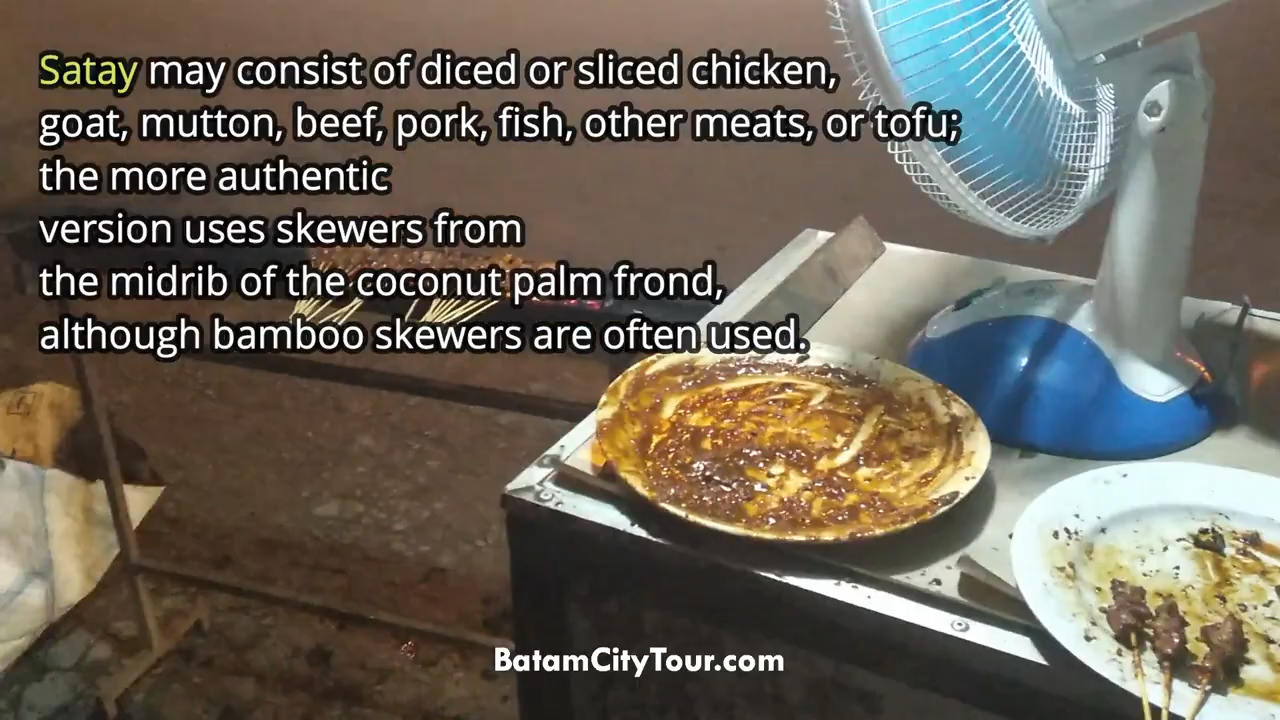 Satay may consist of diced or sliced chicken,
goat, mutton, beef, pork, fish, other meats, or tofu;
the more authentic
version uses skewers from
the midrib of the coconut palm frond,
although bamboo skewers are often used.
BatamCityTour.com